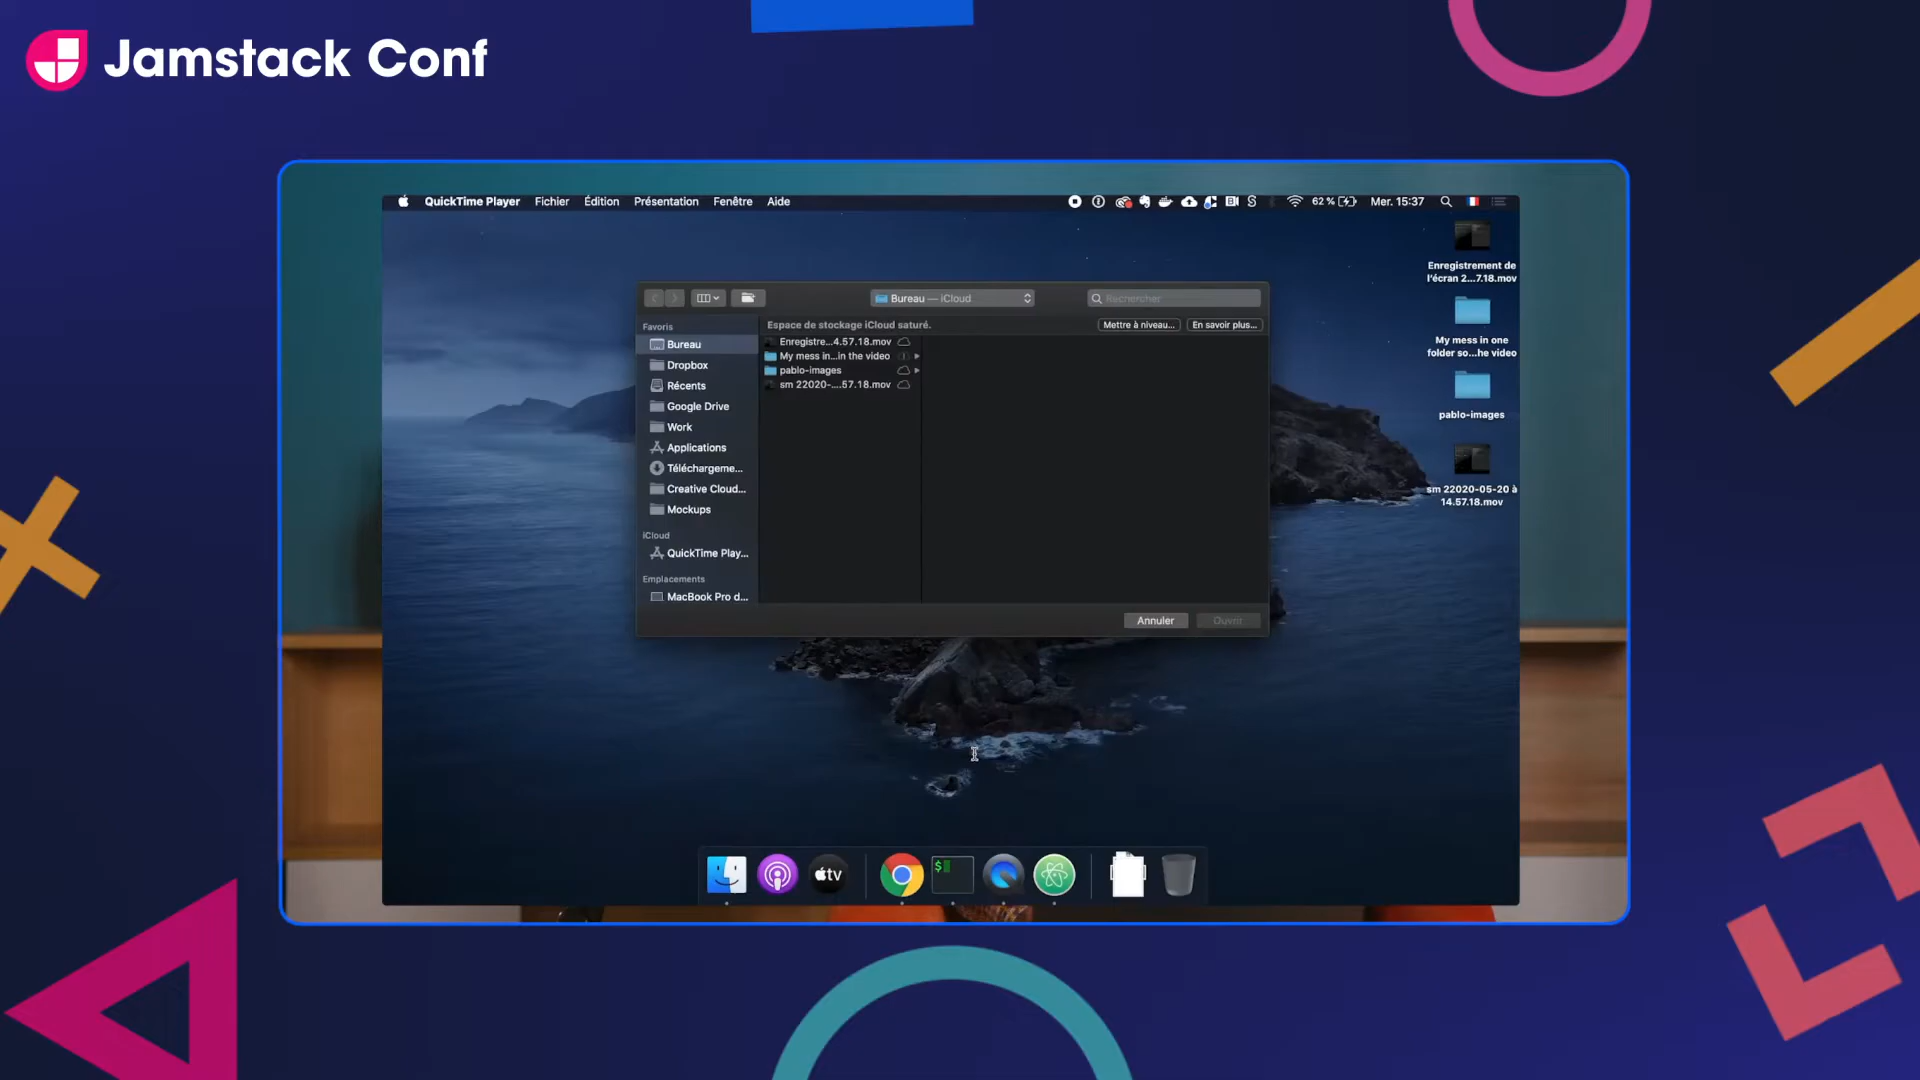 Jamstack Conf
QuickTime Player Fichier Édition Présentation Fenêtre Aide
62 % Mer. 15:37
Enregistrement de
l'écran 2...7.18.mov
My mess in one
folder so...he video
pablo-images
sm 22020-05-20 à
14.57.18.mov
Bureau — iCloud
Rechercher
Espace de stockage iCloud saturé.
Mettre à niveau...
En savoir plus...
Favoris
Bureau
Dropbox
Récents
Google Drive
Work
Applications
Téléchargeme...
Creative Cloud...
Mockups
iCloud
QuickTime Play...
Emplacements
MacBook Pro d...
Enregistre...4.57.18.mov
My mess in...in the video
pablo-images
sm 22020-....57.18.mov
Annuler
Ouvrir
tv